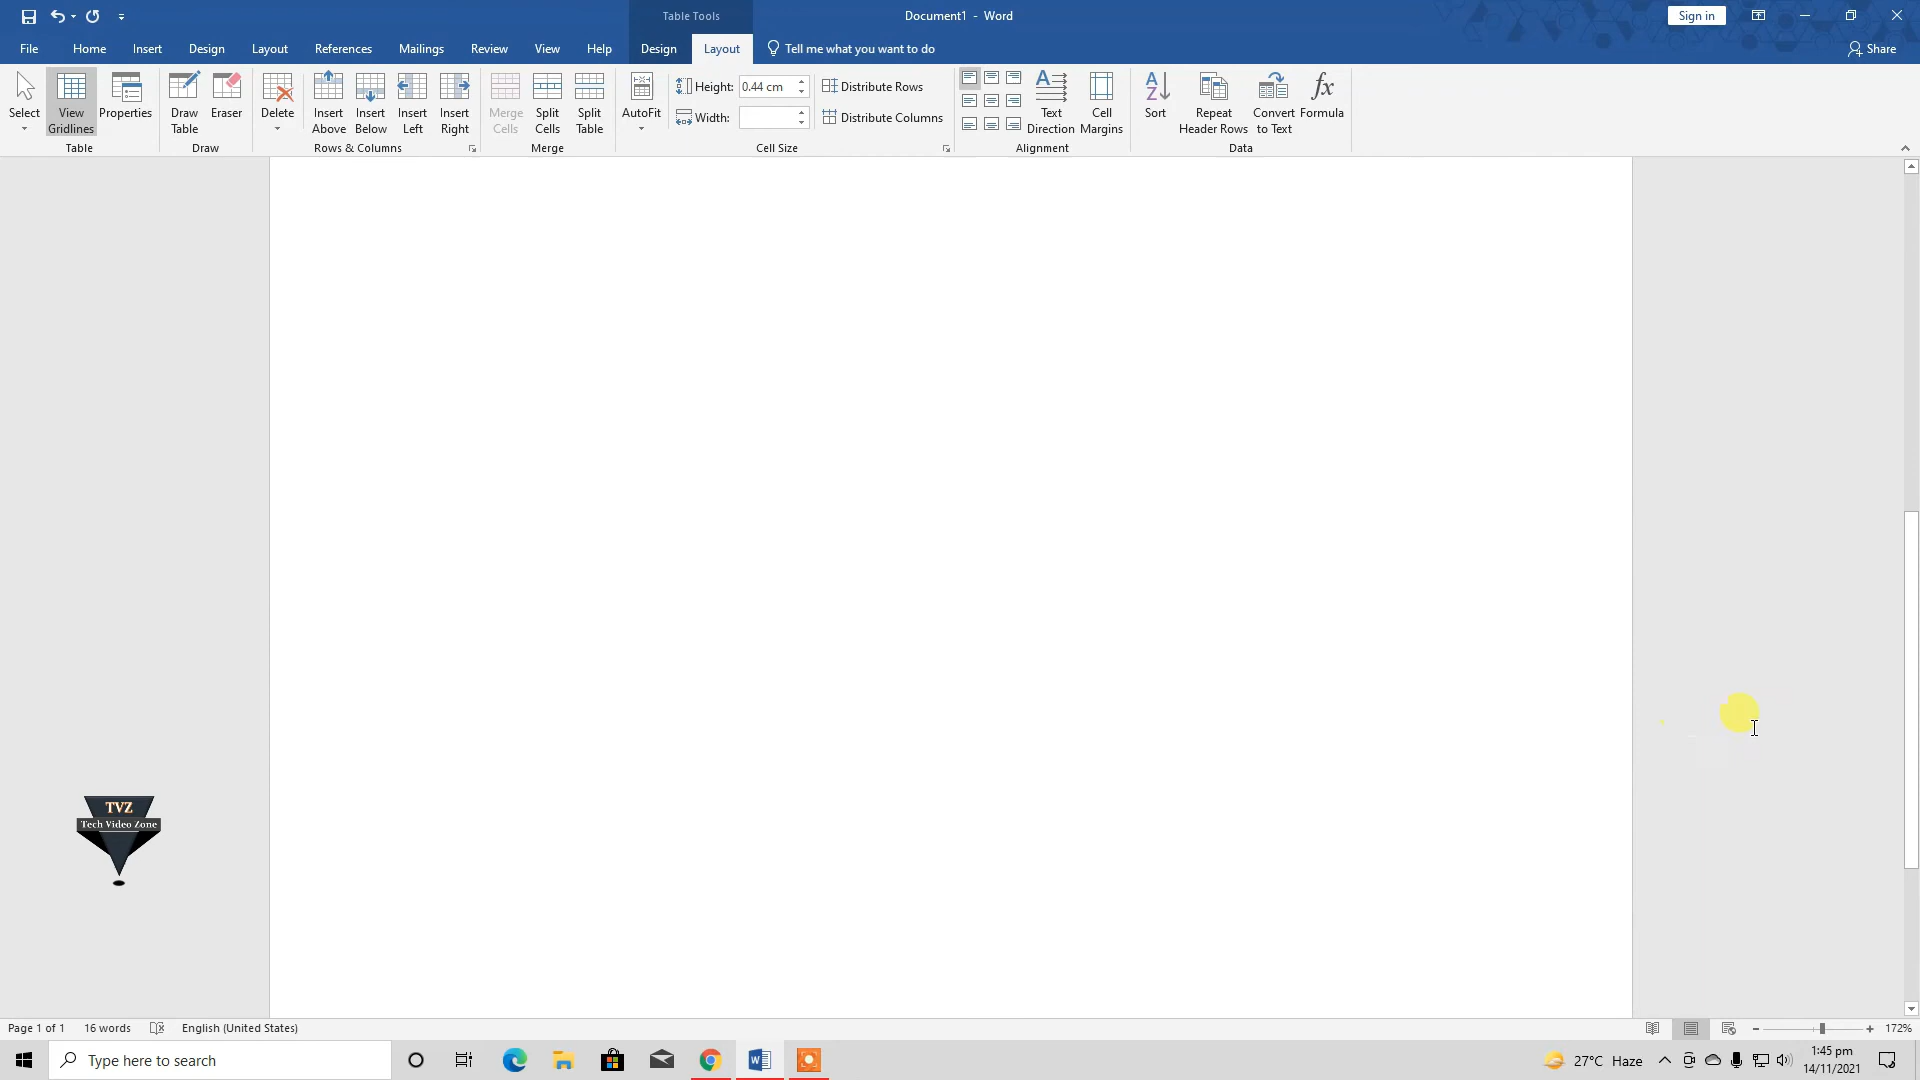 Table Tools
Document1 - Word
Sign in
File
Home
Insert
Design
Layout
References
Mailings
Review
View
Help
Design
Layout
Tell me what you want to do
Share
Select
View Gridlines
Properties
Draw Table
Eraser
Delete
Insert Above
Insert Below
Insert Left
Insert Right
Merge Cells
Split Cells
Split Table
AutoFit
Height: 0.44 cm
Width:
Distribute Rows
Distribute Columns
Text Direction
Cell Margins
Sort
Repeat Header Rows
Convert to Text
Formula
Table
Draw
Rows & Columns
Merge
Cell Size
Alignment
Data
TVZ
Tech Video Zone
Page 1 of 1
16 words
English (United States)
172%
Type here to search
27°C Haze
1:45 pm
14/11/2021